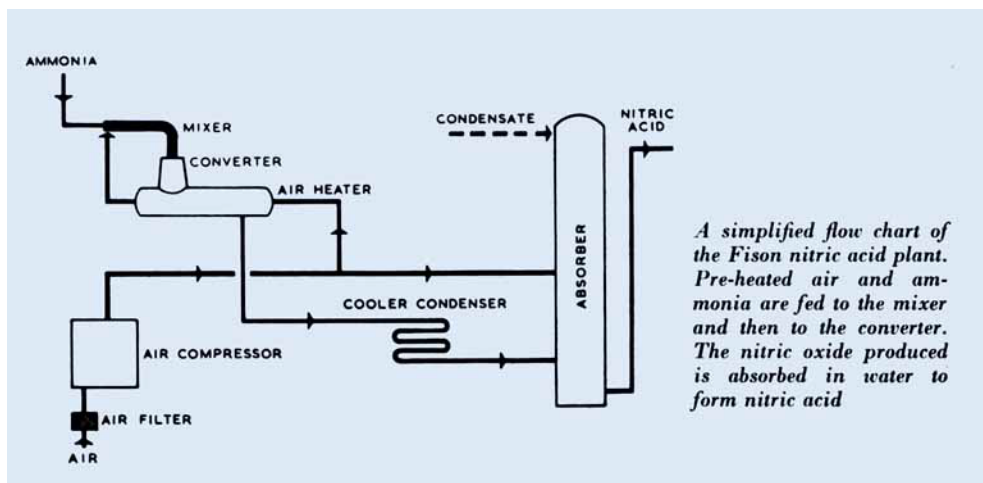 AMMONIA
MIXER
CONVERTER
AIR HEATER
CONDENSATE
NITRIC
ACID
ABSORBER
COOLER CONDENSER
AIR COMPRESSOR
AIR FILTER
AIR
A simplified flow chart of
the Fison nitric acid plant.
Pre-heated air and am-
monia are fed to the mixer
and then to the converter.
The nitric oxide produced
is absorbed in water to
form nitric acid